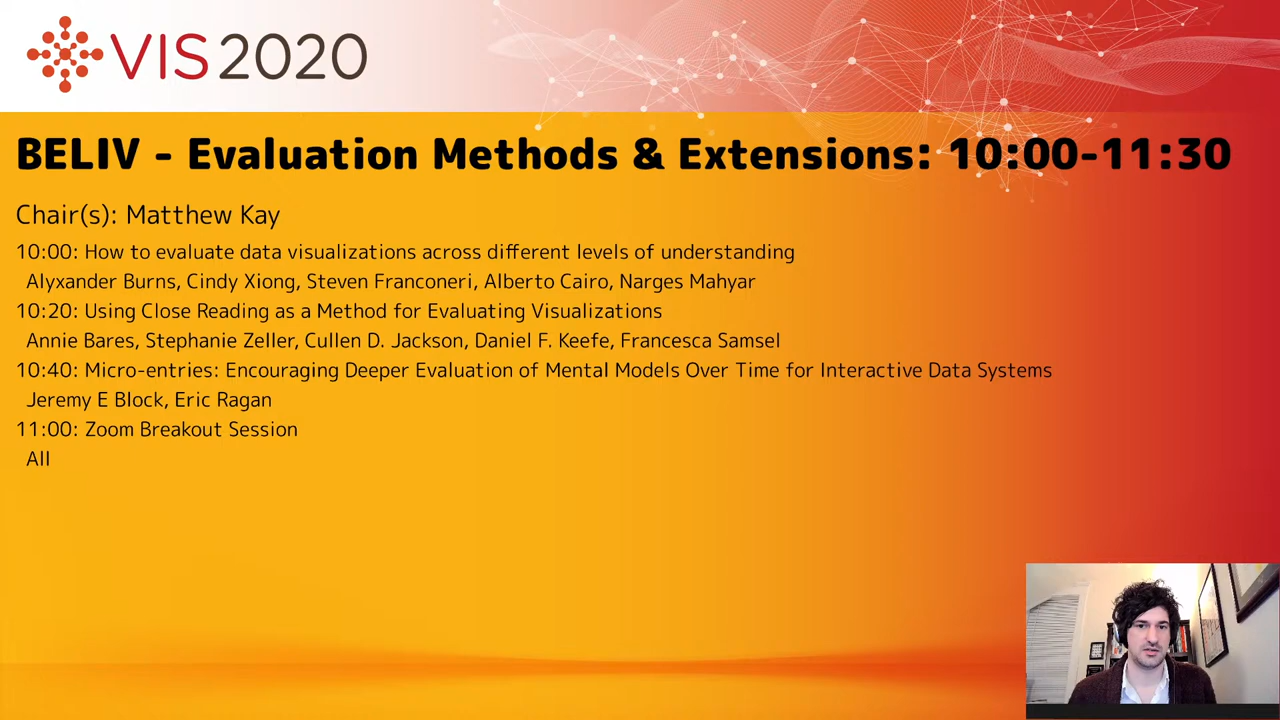 VIS2020
BELIV - Evaluation Methods & Extensions: 10:00-11:30
Chair(s): Matthew Kay
10:00: How to evaluate data visualizations across different levels of understanding
Alyxander Burns, Cindy Xiong, Steven Franconeri, Alberto Cairo, Narges Mahyar
10:20: Using Close Reading as a Method for Evaluating Visualizations
Annie Bares, Stephanie Zeller, Cullen D. Jackson, Daniel F. Keefe, Francesca Samsel
10:40: Micro-entries: Encouraging Deeper Evaluation of Mental Models Over Time for Interactive Data Systems
Jeremy E Block, Eric Ragan
11:00: Zoom Breakout Session
All